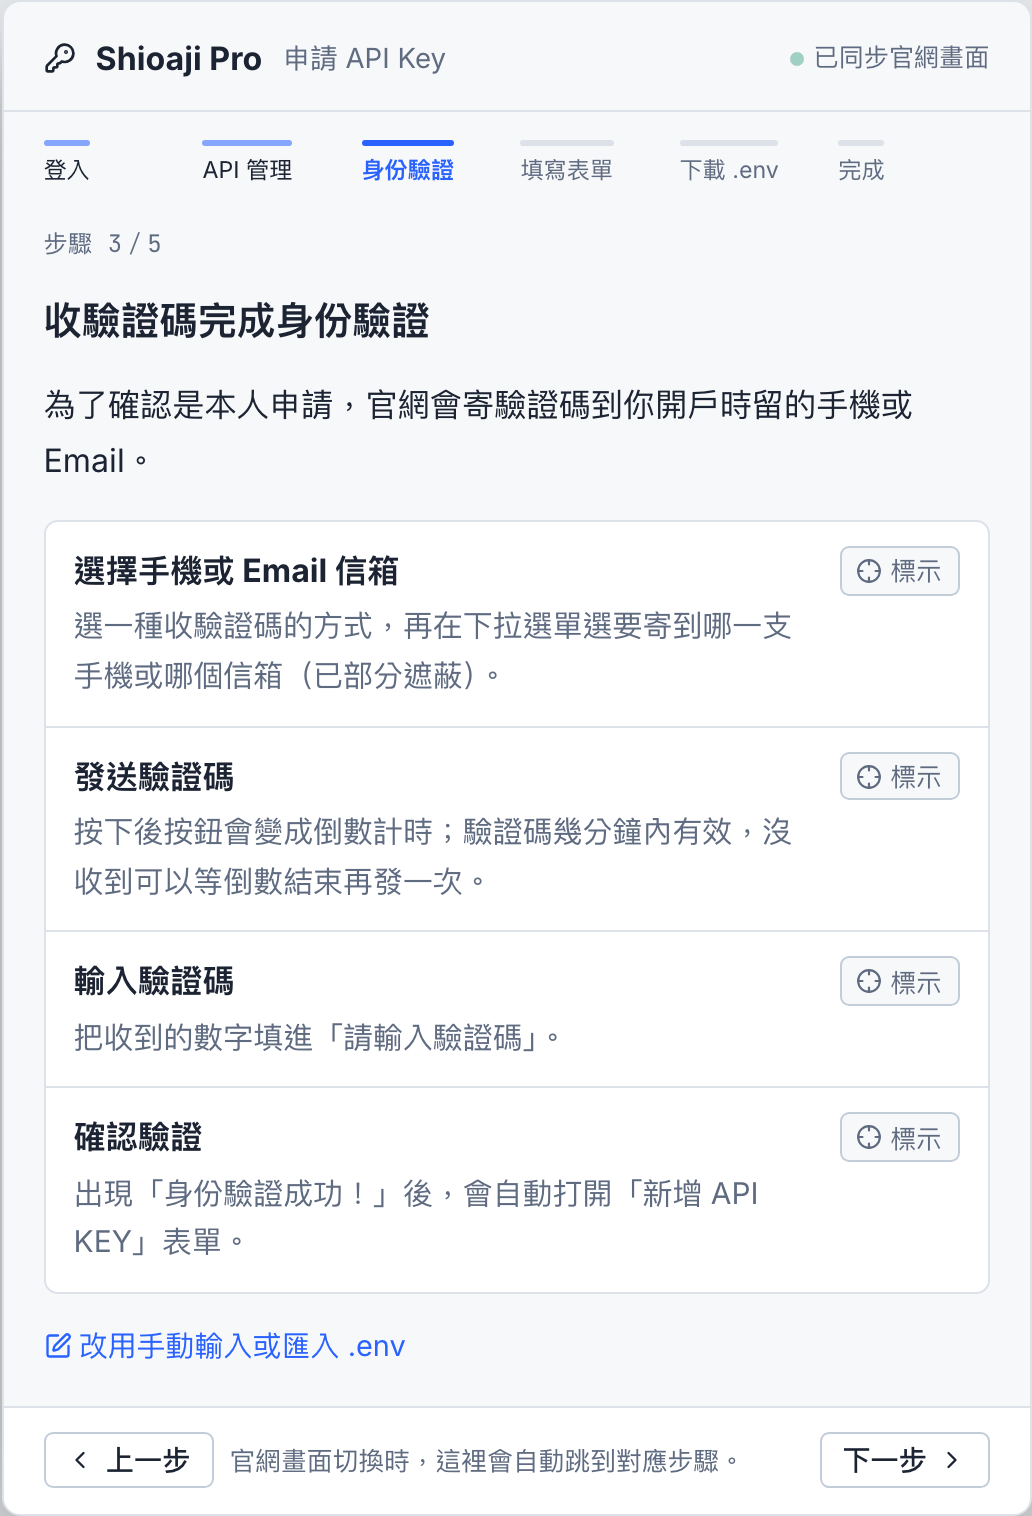 Shioaji Pro 申請 API Key
已同步官網畫面
登入
API 管理
身份驗證
填寫表單
下載 .env
完成
步驟 3 / 5
收驗證碼完成身份驗證
為了確認是本人申請，官網會寄驗證碼到你開戶時留的手機或
Email。
選擇手機或 Email 信箱
標示
選一種收驗證碼的方式，再在下拉選單選要寄到哪一支
手機或哪個信箱（已部分遮蔽）。
發送驗證碼
標示
按下後按鈕會變成倒數計時；驗證碼幾分鐘內有效，沒
收到可以等倒數結束再發一次。
輸入驗證碼
標示
把收到的數字填進「請輸入驗證碼」。
確認驗證
標示
出現「身份驗證成功！」後，會自動打開「新增 API
KEY」表單。
改用手動輸入或匯入 .env
上一步
官網畫面切換時，這裡會自動跳到對應步驟。
下一步